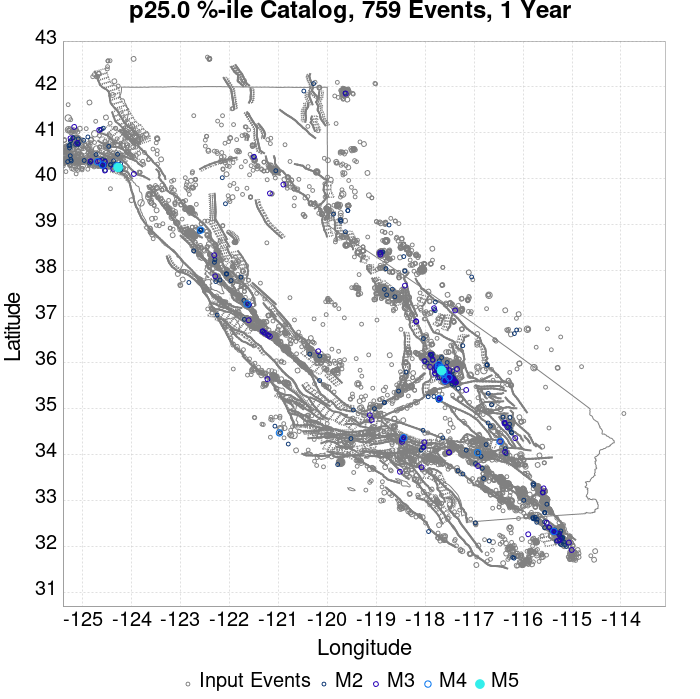 p25.0 %-ile Catalog, 759 Events, 1 Year
43
42
41
40
39
38
37
36
35
34
33
32
31
Latitude
-125 -124 -123 -122 -121 -120 -119 -118 -117 -116 -115 -114
Longitude
Input Events M2 M3 M4 M5